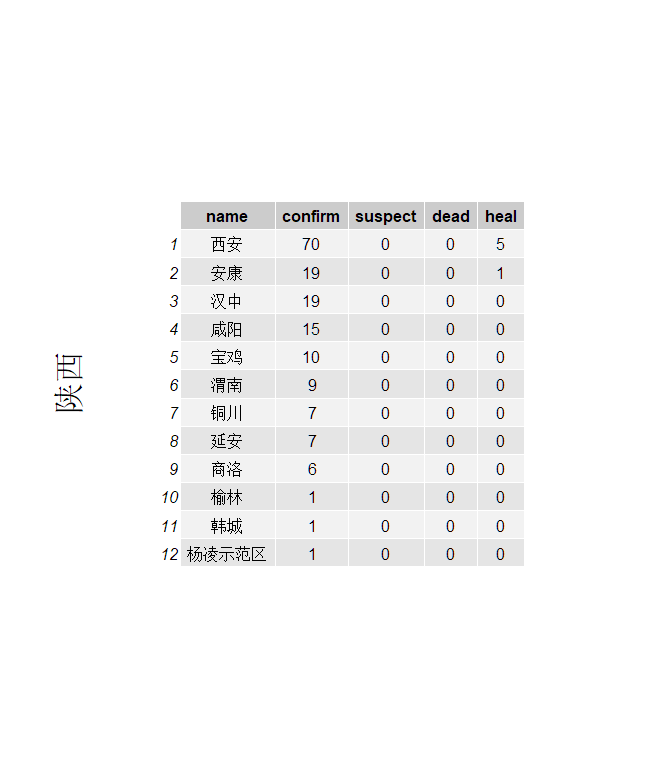 陕西
name confirm suspect dead heal
1 西安 70 0 0 5
2 安康 19 0 0 1
3 汉中 19 0 0 0
4 咸阳 15 0 0 0
5 宝鸡 10 0 0 0
6 渭南 9 0 0 0
7 铜川 7 0 0 0
8 延安 7 0 0 0
9 商洛 6 0 0 0
10 榆林 1 0 0 0
11 韩城 1 0 0 0
12 杨凌示范区 1 0 0 0